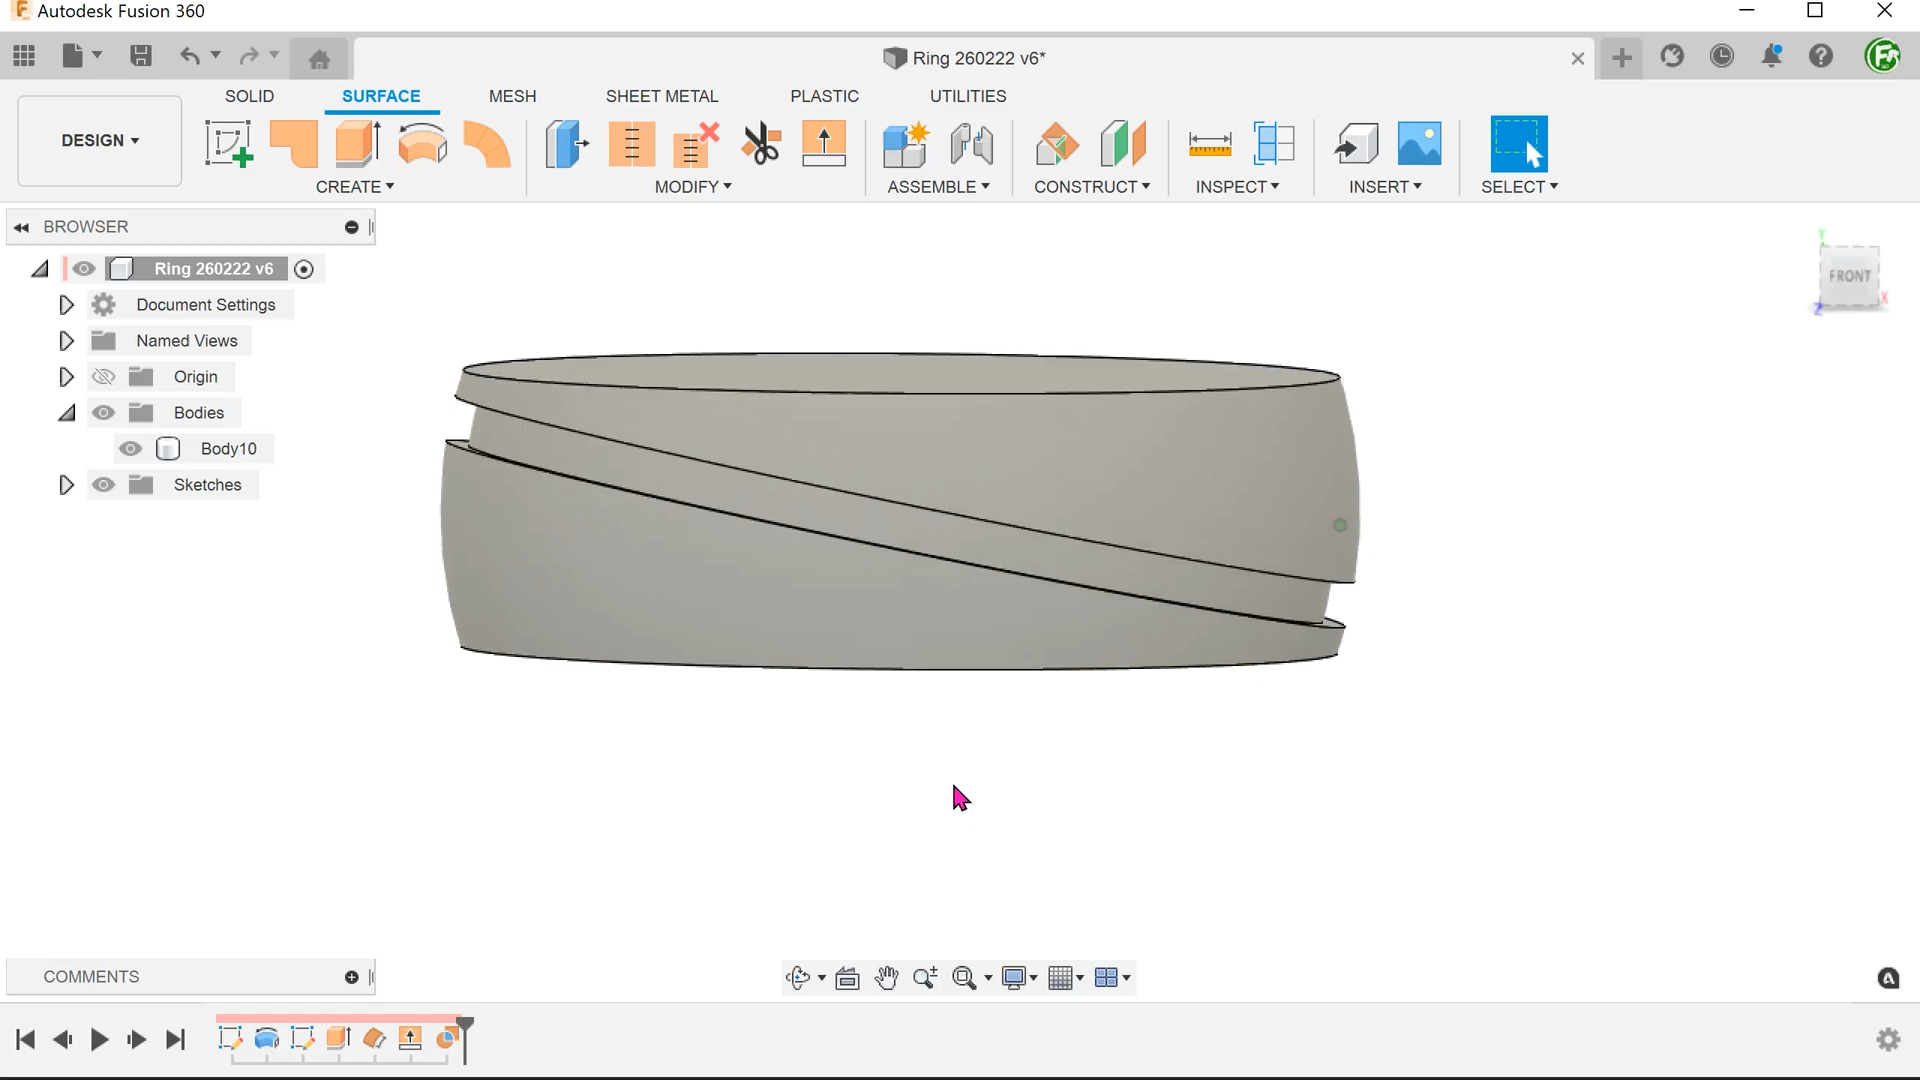 Autodesk Fusion 360
Ring 260222 v6*
SOLID SURFACE MESH SHEET METAL PLASTIC UTILITIES
DESIGN
CREATE MODIFY ASSEMBLE CONSTRUCT INSPECT INSERT SELECT
BROWSER
Ring 260222 v6
Document Settings
Named Views
Origin
Bodies
Body10
Sketches
FRONT
Y
X
Z
COMMENTS